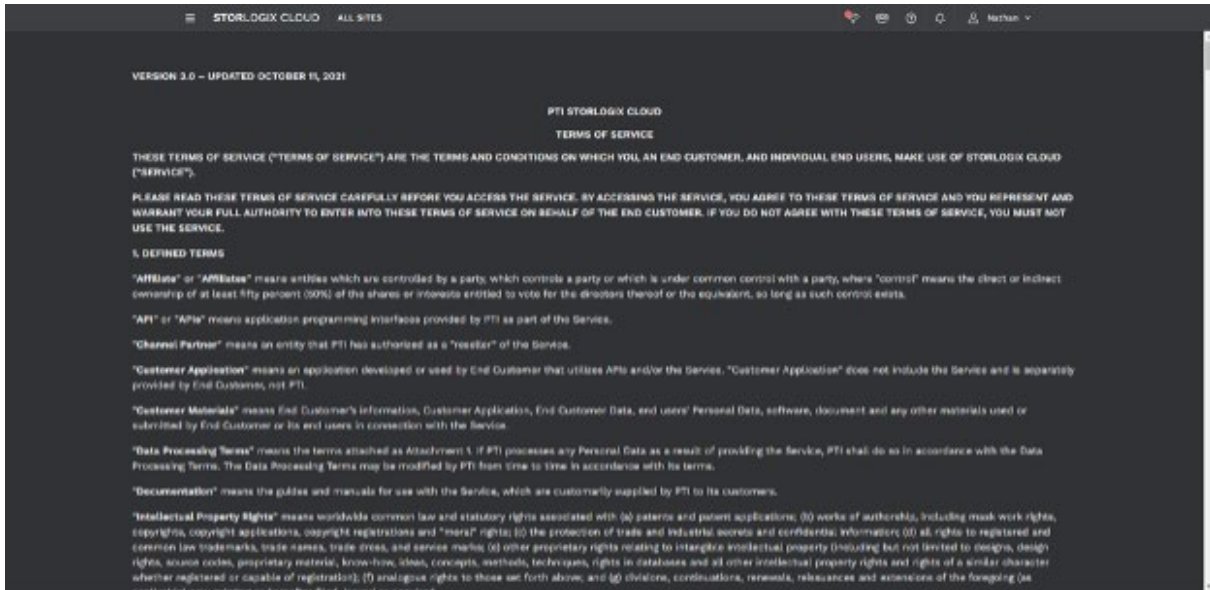 STORLOGIX CLOUD ALL SITES Nathan
VERSION 3.0 – UPDATED OCTOBER 11, 2021
PTI STORLOGIX CLOUD
TERMS OF SERVICE
THESE TERMS OF SERVICE ("TERMS OF SERVICE") ARE THE TERMS AND CONDITIONS ON WHICH YOU, AN END CUSTOMER, AND INDIVIDUAL END USERS, MAKE USE OF STORLOGIX CLOUD
("SERVICE").
PLEASE READ THESE TERMS OF SERVICE CAREFULLY BEFORE YOU ACCESS THE SERVICE. BY ACCESSING THE SERVICE, YOU AGREE TO THESE TERMS OF SERVICE AND YOU REPRESENT AND
WARRANT YOUR FULL AUTHORITY TO ENTER INTO THESE TERMS OF SERVICE ON BEHALF OF THE END CUSTOMER. IF YOU DO NOT AGREE WITH THESE TERMS OF SERVICE, YOU MUST NOT
USE THE SERVICE.
1. DEFINED TERMS
"Affiliate" or "Affiliates" means entities which are controlled by a party, which controls a party or which is under common control with a party, where "control" means the direct or indirect
ownership of at least fifty percent (50%) of the shares or interests entitled to vote for the directors thereof or the equivalent, so long as such control exists.
"API" or "APIs" means application programming interfaces provided by PTI as part of the Service.
"Channel Partner" means an entity that PTI has authorized as a "reseller" of the Service.
"Customer Application" means an application developed or used by End Customer that utilizes APIs and/or the Service. "Customer Application" does not include the Service and is separately
provided by End Customer, not PTI.
"Customer Materials" means End Customer's information, Customer Application, End Customer Data, end users' Personal Data, software, document and any other materials used or
submitted by End Customer or its end users in connection with the Service.
"Data Processing Terms" means the terms attached as Attachment 1. If PTI processes any Personal Data as a result of providing the Service, PTI shall do so in accordance with the Data
Processing Terms. The Data Processing Terms may be modified by PTI from time to time in accordance with its terms.
"Documentation" means the guides and manuals for use with the Service, which are customarily supplied by PTI to its customers.
"Intellectual Property Rights" means worldwide common law and statutory rights associated with (a) patents and patent applications; (b) works of authorship, including mask work rights,
copyrights, copyright applications, copyright registrations and "moral" rights; (c) the protection of trade and industrial secrets and confidential information; (d) all rights to registered and
common law trademarks, trade names, trade dress, and service marks; (e) other proprietary rights relating to intangible intellectual property (including but not limited to designs, design
rights, source codes, proprietary material, know-how, ideas, concepts, methods, techniques, rights in databases and all other intellectual property rights and rights of a similar character
whether registered or capable of registration); (f) analogous rights to those set forth above; and (g) divisions, continuations, renewals, reissuances and extensions of the foregoing (as